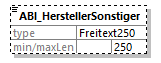 ABI_HerstellerSonstiger
type Freitext250
min/maxLen 250